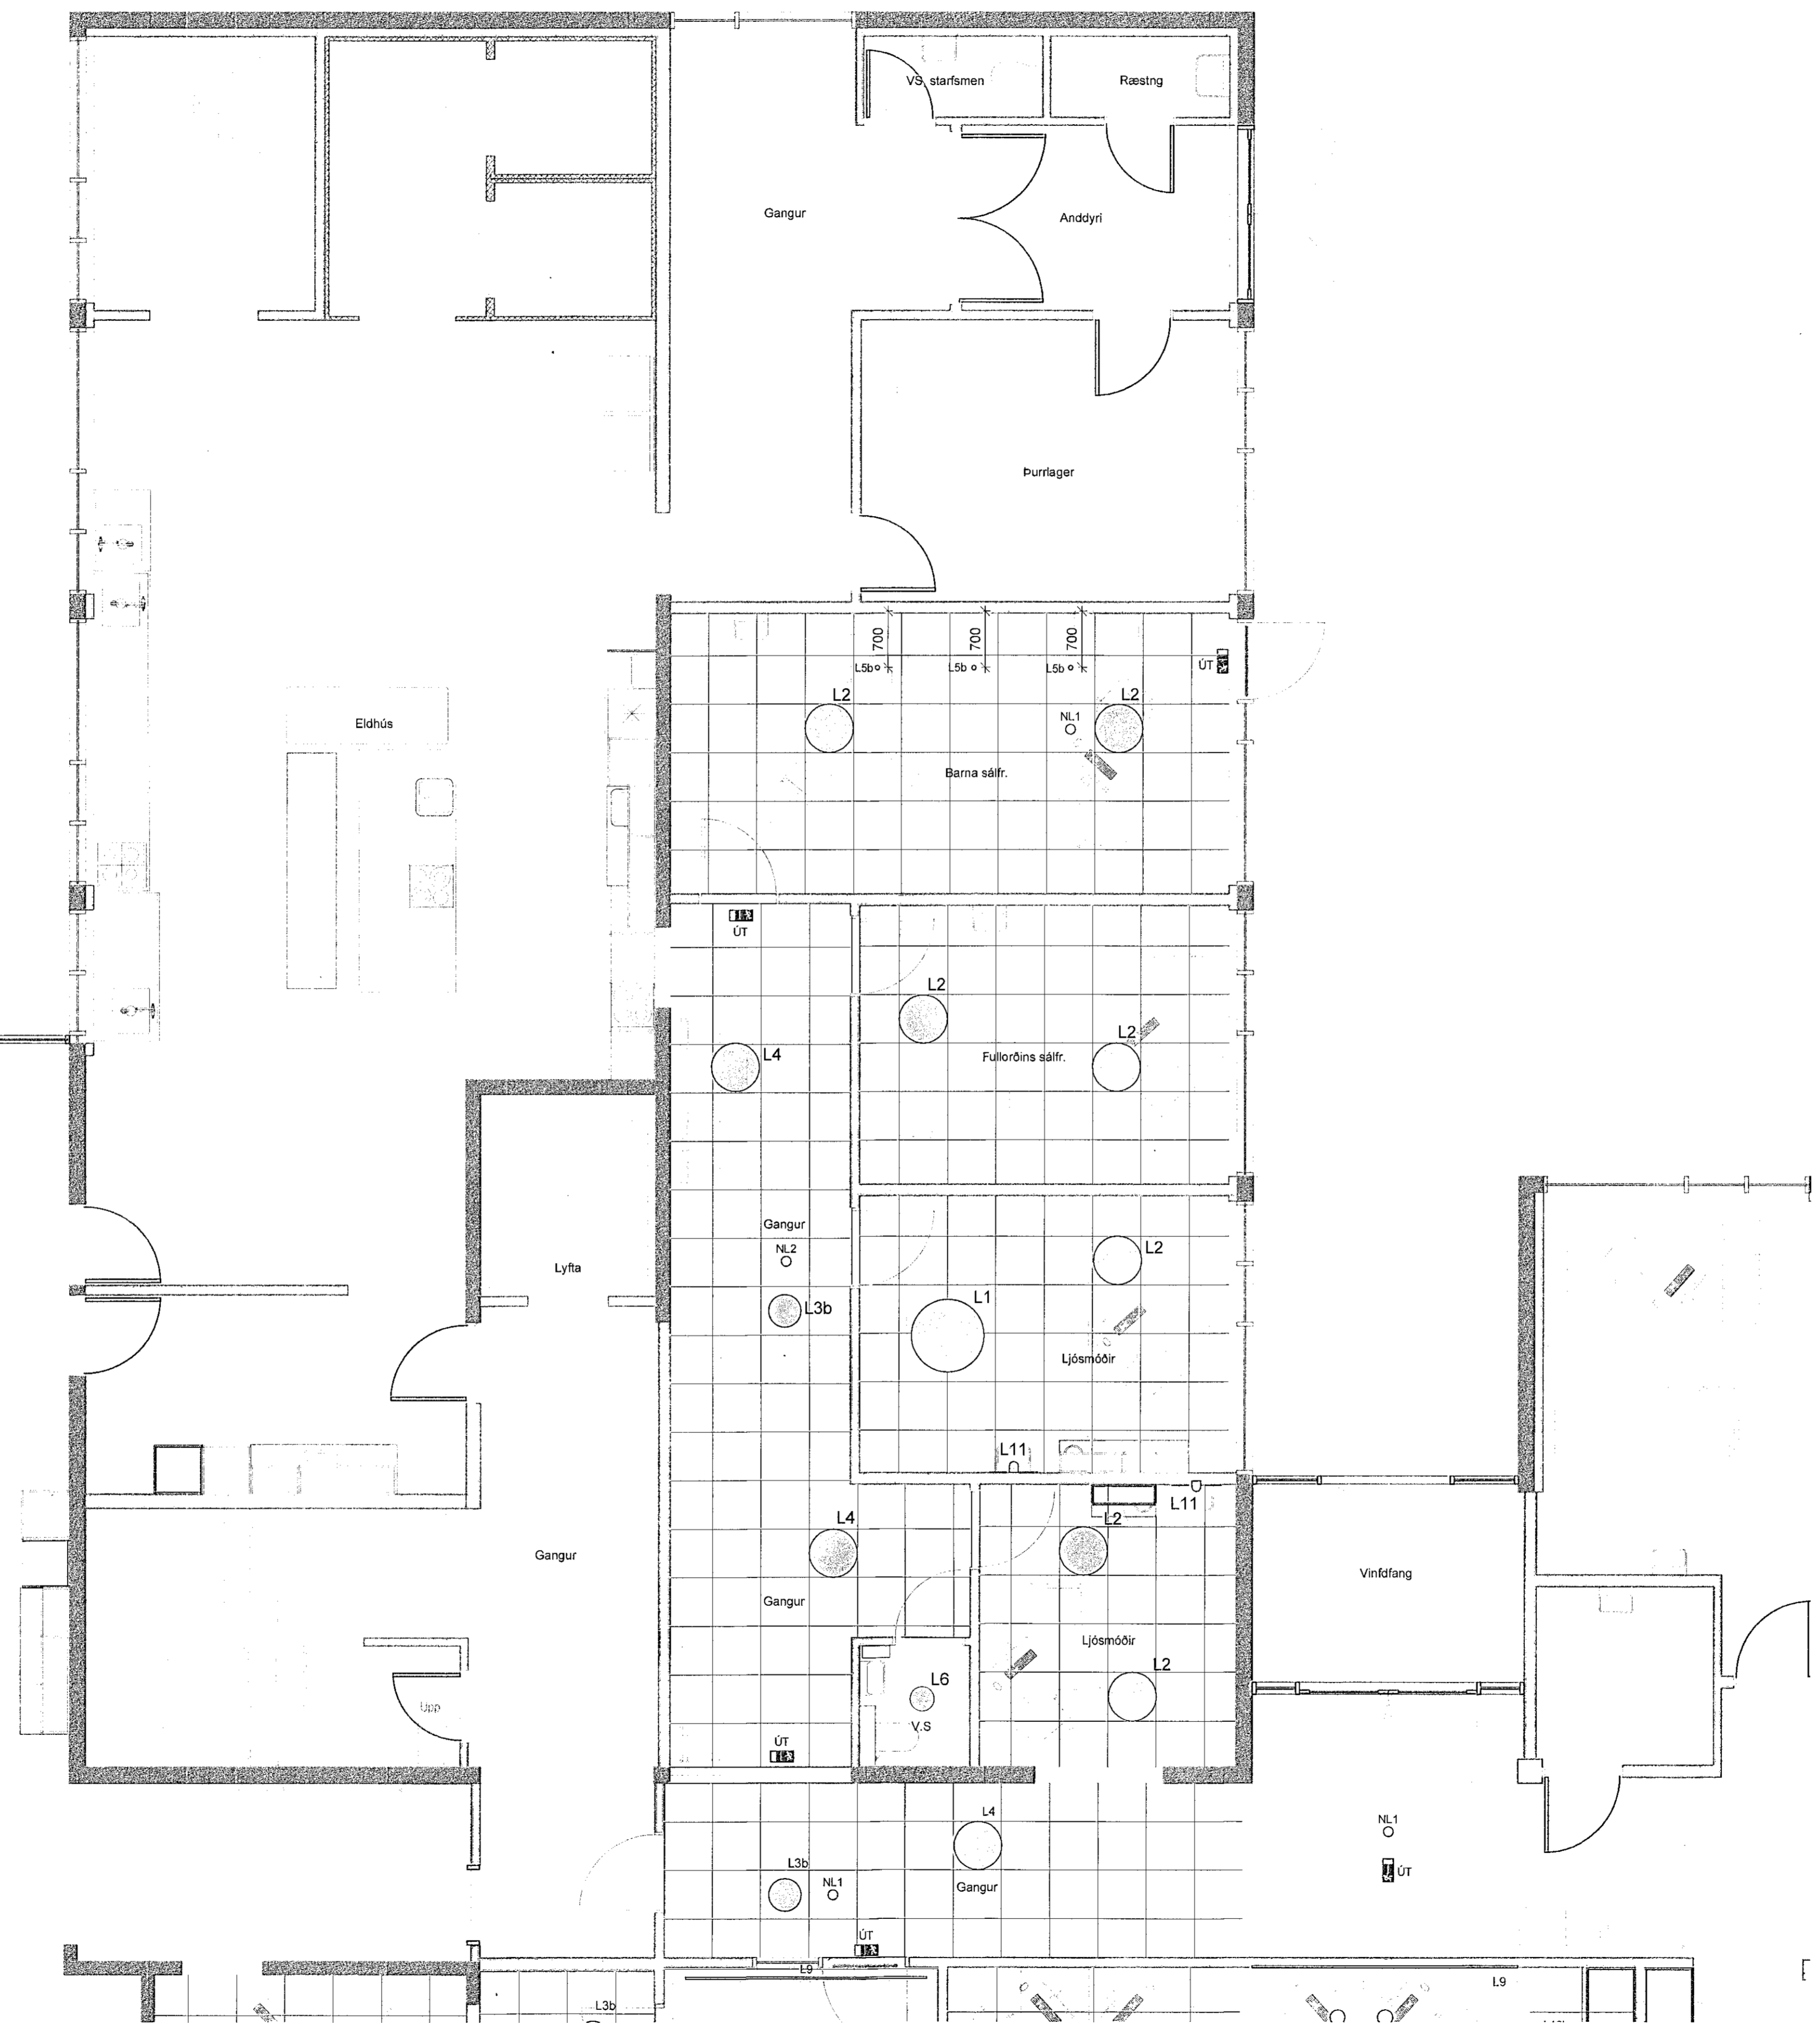 VS. starfsmen
Ræstng
Gangur
Anddyri
Þurrlager
700
700
700
L5b
L5b
L5b
ÚT
L2
L2
NL1
Eldhús
Barna sálfr.
ÚT
L2
L2
L4
Fullorðins sálfr.
Gangur
NL2
L2
Lyfta
L1
L3b
Ljósmóðir
L11
L11
L4
L2
Gangur
Vinfdfang
Gangur
Ljósmóðir
L2
L6
Upp
V.S
ÚT
L4
NL1
L3b
ÚT
NL1
Gangur
ÚT
L9
L9
L3b